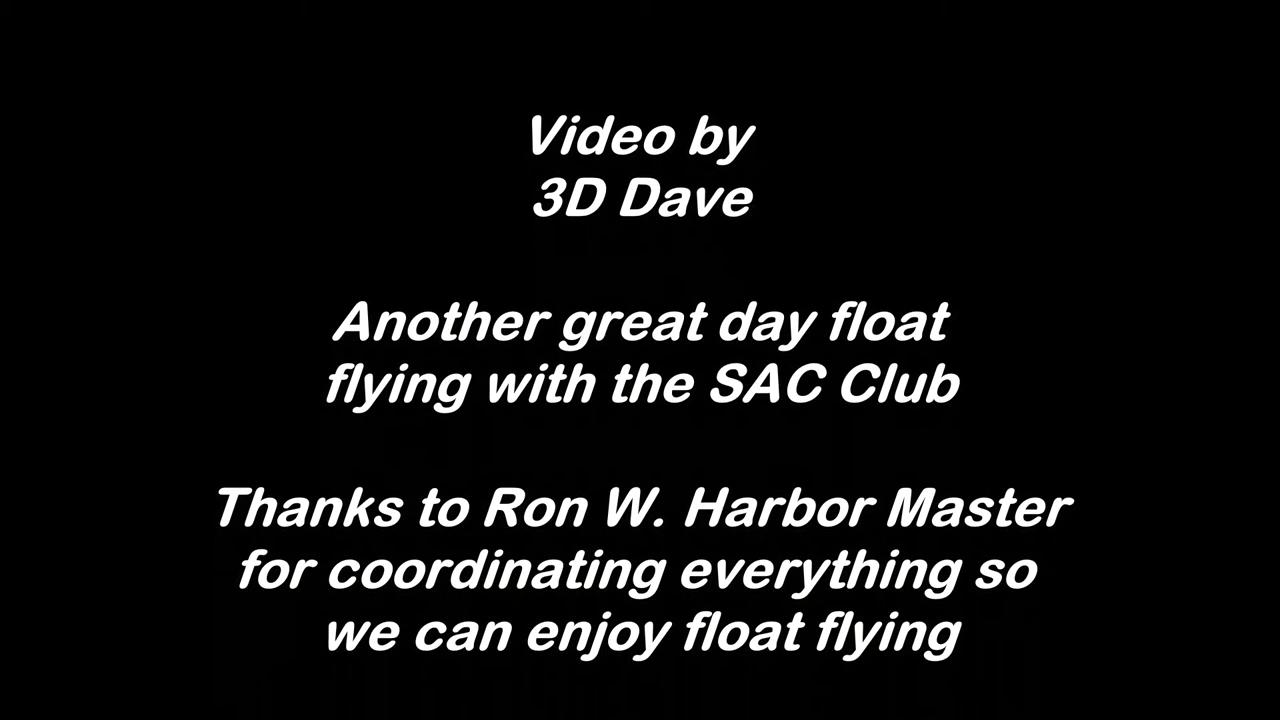 Video by
3D Dave
Another great day float
flying with the SAC Club
Thanks to Ron W. Harbor Master
for coordinating everything so
we can enjoy float flying